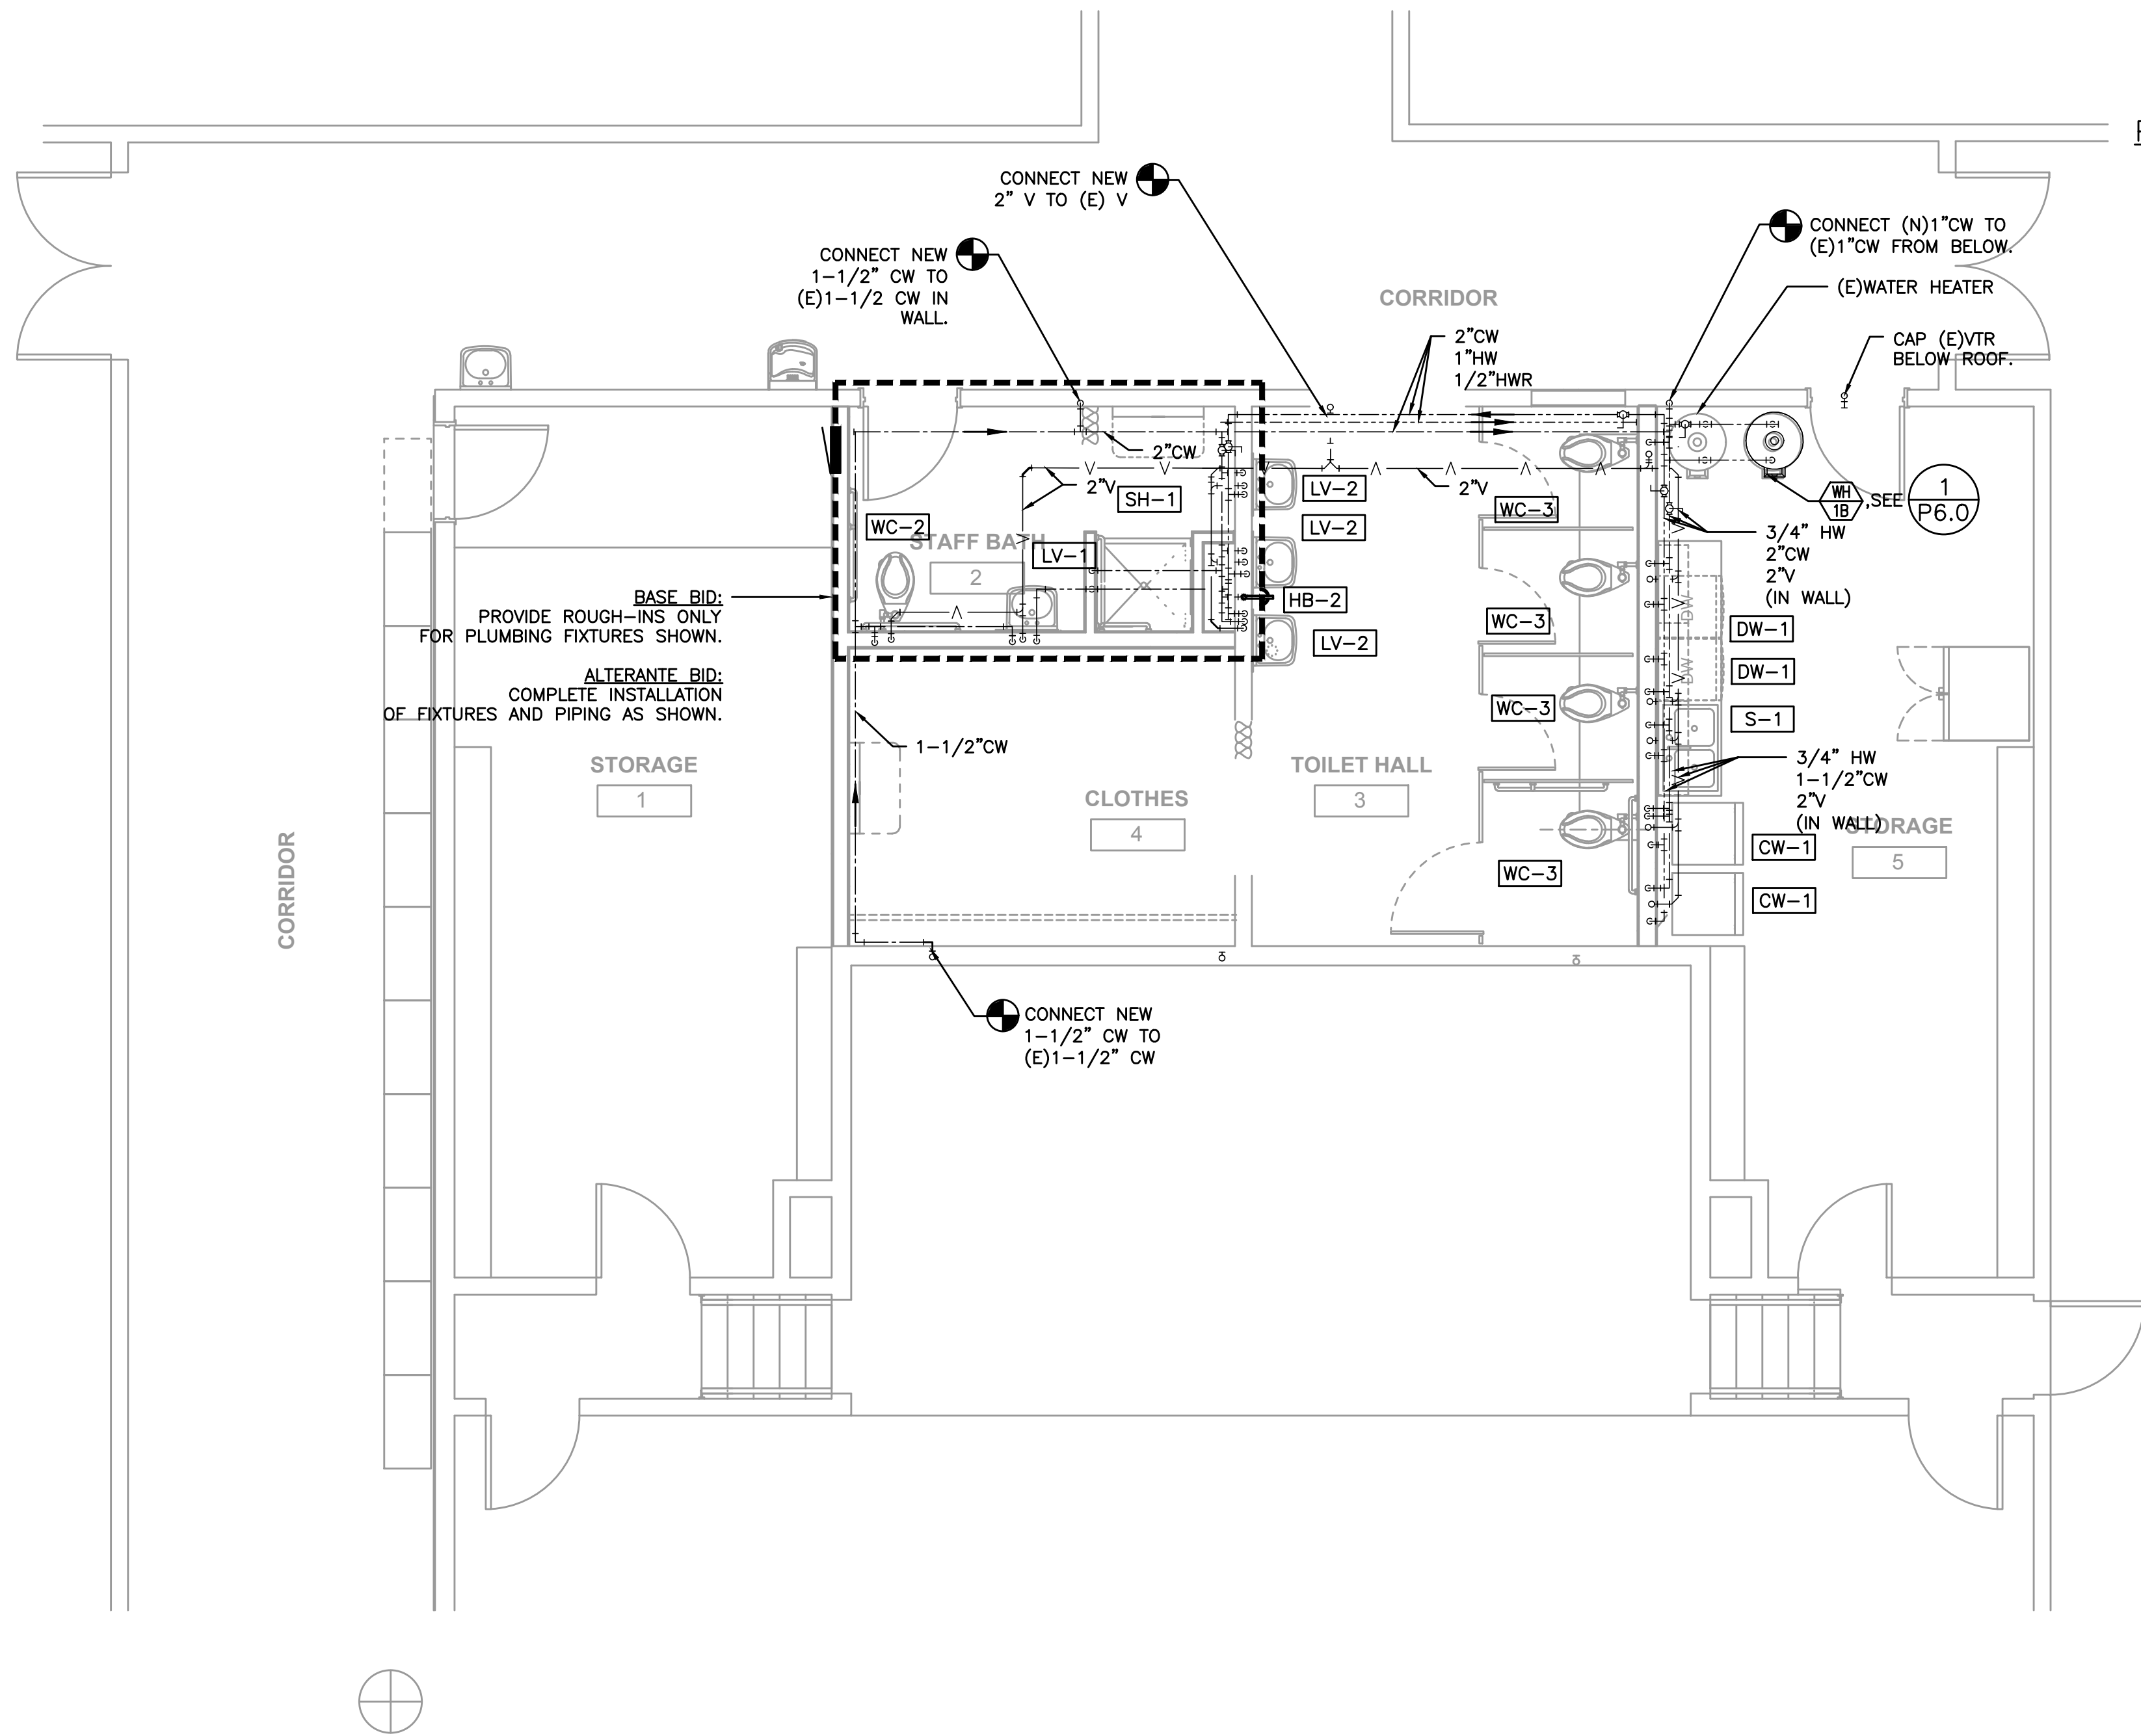 CONNECT NEW
2" V TO (E) V
CONNECT NEW
1-1/2" CW TO
(E)1-1/2 CW IN
WALL.
CONNECT (N)1"CW TO
(E)1"CW FROM BELOW.
(E)WATER HEATER
CORRIDOR
2"CW
1"HW
1/2"HWR
CAP (E)VTR
BELOW ROOF.
2"CW
2"V
SH-1
WC-2
STAFF BATH
2
LV-1
LV-2
LV-2
HB-2
LV-2
2"V
WC-3
WC-3
WC-3
WC-3
WH
1B
,SEE
1
P6.0
3/4" HW
2"CW
2"V
(IN WALL)
DW
DW
DW-1
DW-1
S-1
3/4" HW
1-1/2"CW
2"V
(IN WALL)
STORAGE
5
CW-1
CW-1
BASE BID:
PROVIDE ROUGH-INS ONLY
FOR PLUMBING FIXTURES SHOWN.
ALTERANTE BID:
COMPLETE INSTALLATION
OF FIXTURES AND PIPING AS SHOWN.
1-1/2"CW
STORAGE
1
CLOTHES
4
TOILET HALL
3
CORRIDOR
CONNECT NEW
1-1/2" CW TO
(E)1-1/2" CW